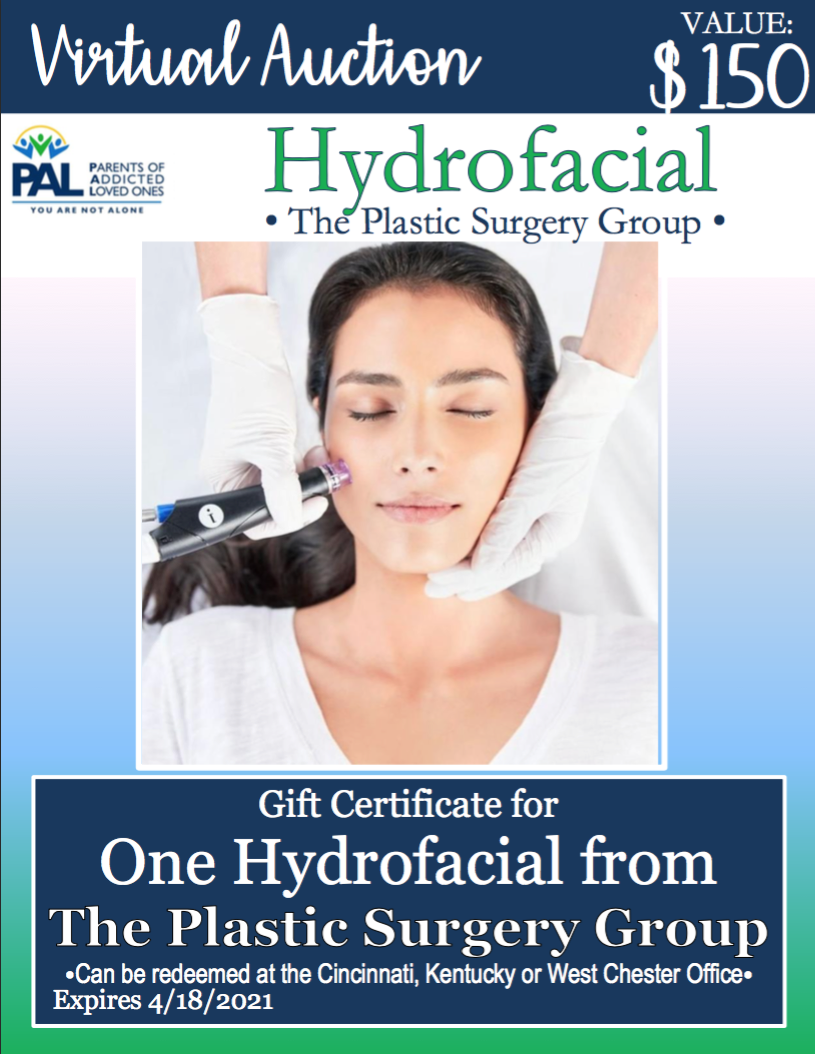 Virtual Auction
VALUE:
$150
PAL
PARENTS OF
ADDICTED
LOVED ONES
YOU ARE NOT ALONE
Hydrofacial
• The Plastic Surgery Group •
i
Gift Certificate for
One Hydrofacial from
The Plastic Surgery Group
•Can be redeemed at the Cincinnati, Kentucky or West Chester Office•
Expires 4/18/2021